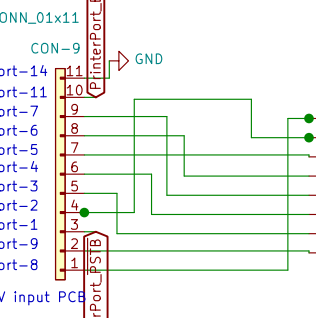 ONN_01x11
CON-9
GND
ort-14 11
ort-11 10
ort-7 9
ort-6 8
ort-5 7
ort-4 6
ort-3 5
ort-2 4
ort-1 3
ort-9 2
ort-8 1
V input PCB
PrinterPort_
rPort_PSTB